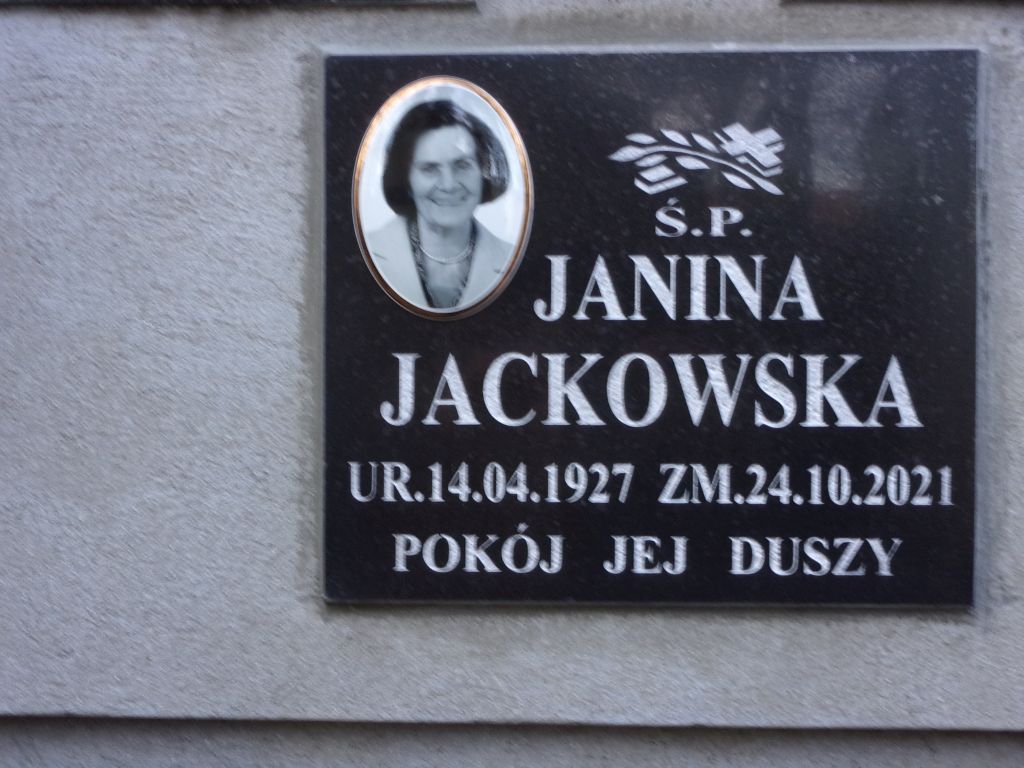 Ś.P.
JANINA
JACKOWSKA
UR.14.04.1927 ZM.24.10.2021
POKÓJ JEJ DUSZY